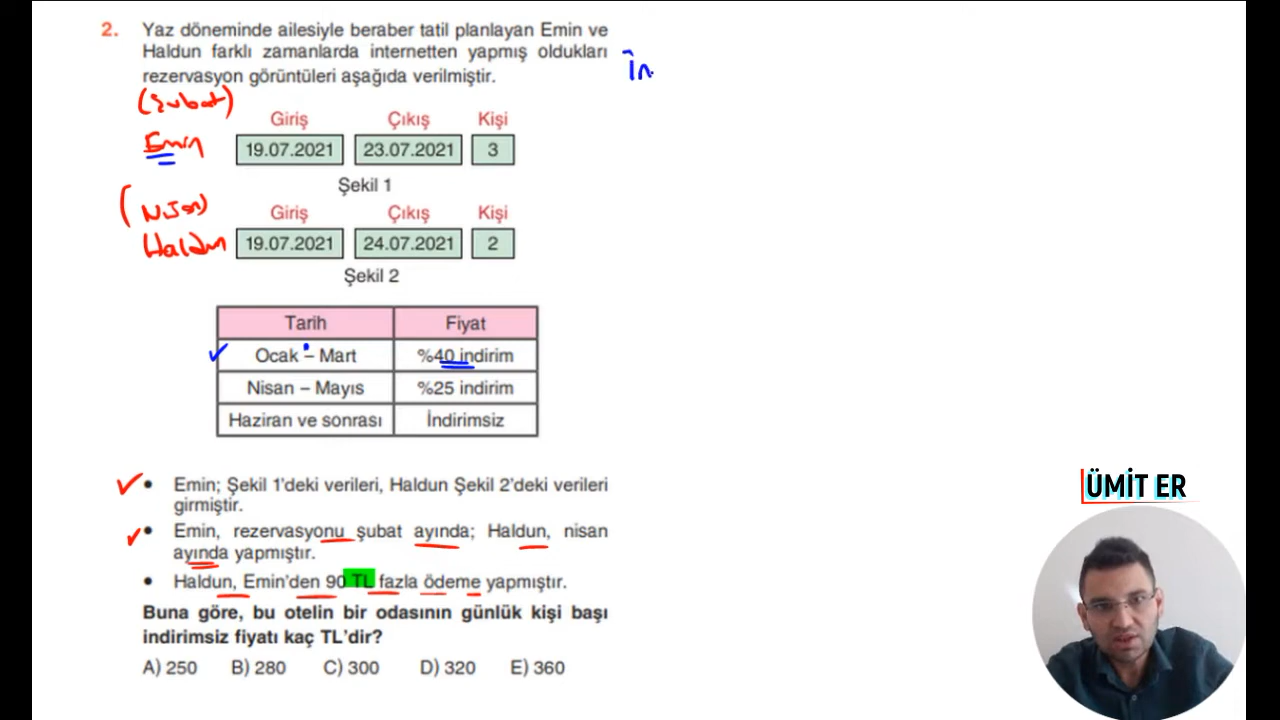 2. Yaz döneminde ailesiyle beraber tatil planlayan Emin ve
Haldun farklı zamanlarda internetten yapmış oldukları
rezervasyon görüntüleri aşağıda verilmiştir.
İn
(Şubat)
Giriş Çıkış Kişi
Emin 19.07.2021 23.07.2021 3
Şekil 1
(Nisan)
Giriş Çıkış Kişi
Haldun 19.07.2021 24.07.2021 2
Şekil 2
Tarih Fiyat
Ocak – Mart %40 indirim
Nisan – Mayıs %25 indirim
Haziran ve sonrası İndirimsiz
• Emin; Şekil 1'deki verileri, Haldun Şekil 2'deki verileri
girmiştir.
• Emin, rezervasyonu şubat ayında; Haldun, nisan
ayında yapmıştır.
• Haldun, Emin'den 90 TL fazla ödeme yapmıştır.
Buna göre, bu otelin bir odasının günlük kişi başı
indirimsiz fiyatı kaç TL'dir?
A) 250 B) 280 C) 300 D) 320 E) 360
ÜMİT ER